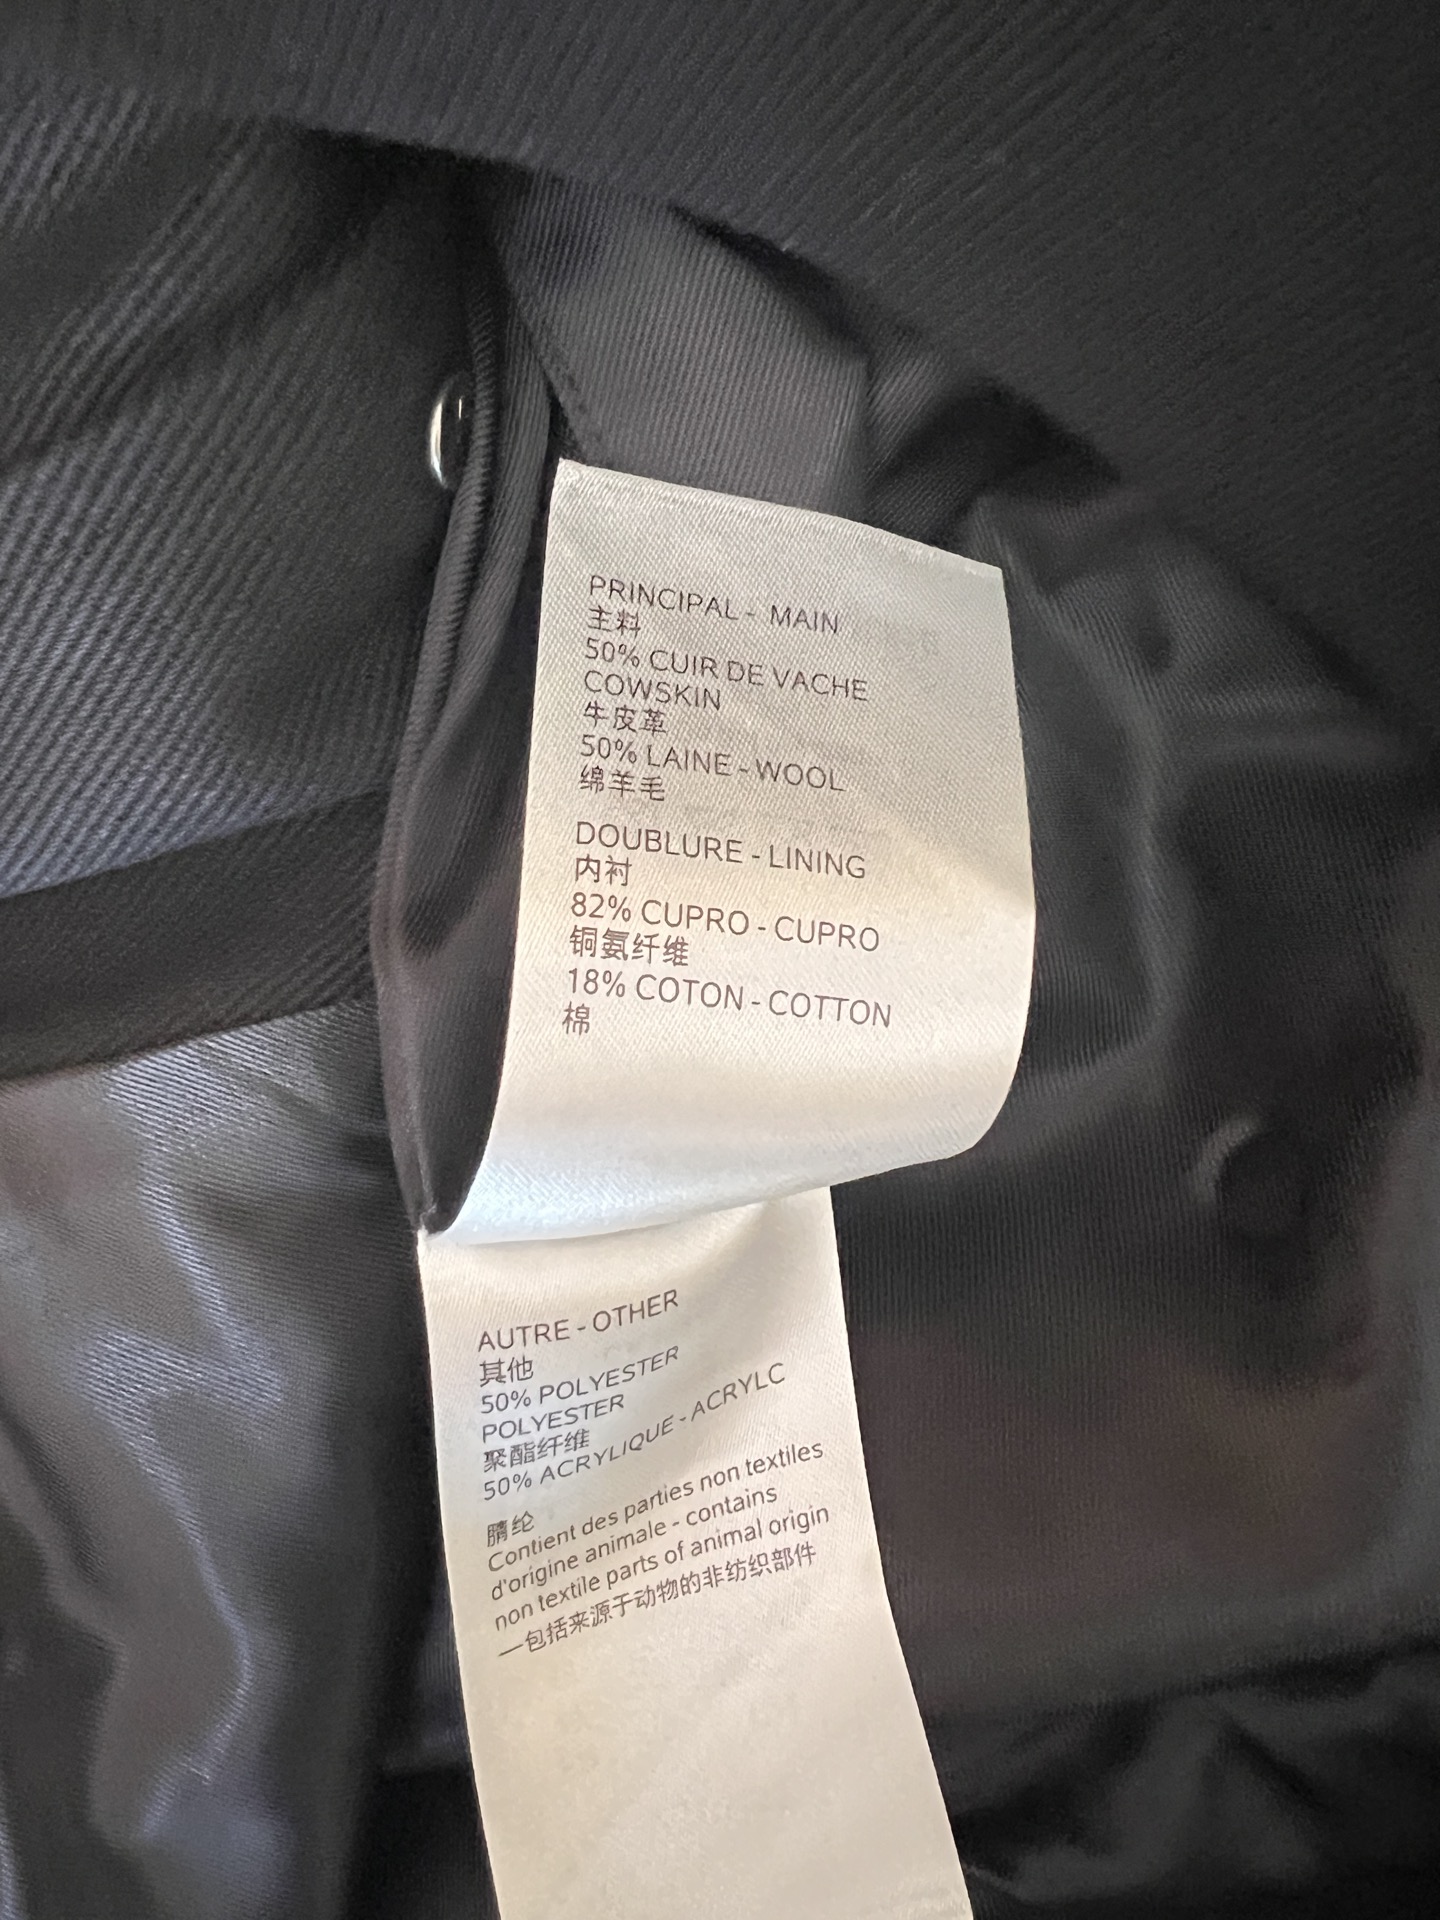 PRINCIPAL - MAIN
主料
50% CUIR DE VACHE
COWSKIN
牛皮革
50% LAINE - WOOL
绵羊毛
DOUBLURE - LINING
内衬
82% CUPRO - CUPRO
铜氨纤维
18% COTON - COTTON
棉
AUTRE - OTHER
其他
50% POLYESTER
POLYESTER
聚酯纤维
50% ACRYLIQUE - ACRYLC
腈纶
Contient des parties non textiles
d'origine animale - contains
non textile parts of animal origin
一包括来源于动物的非纺织部件